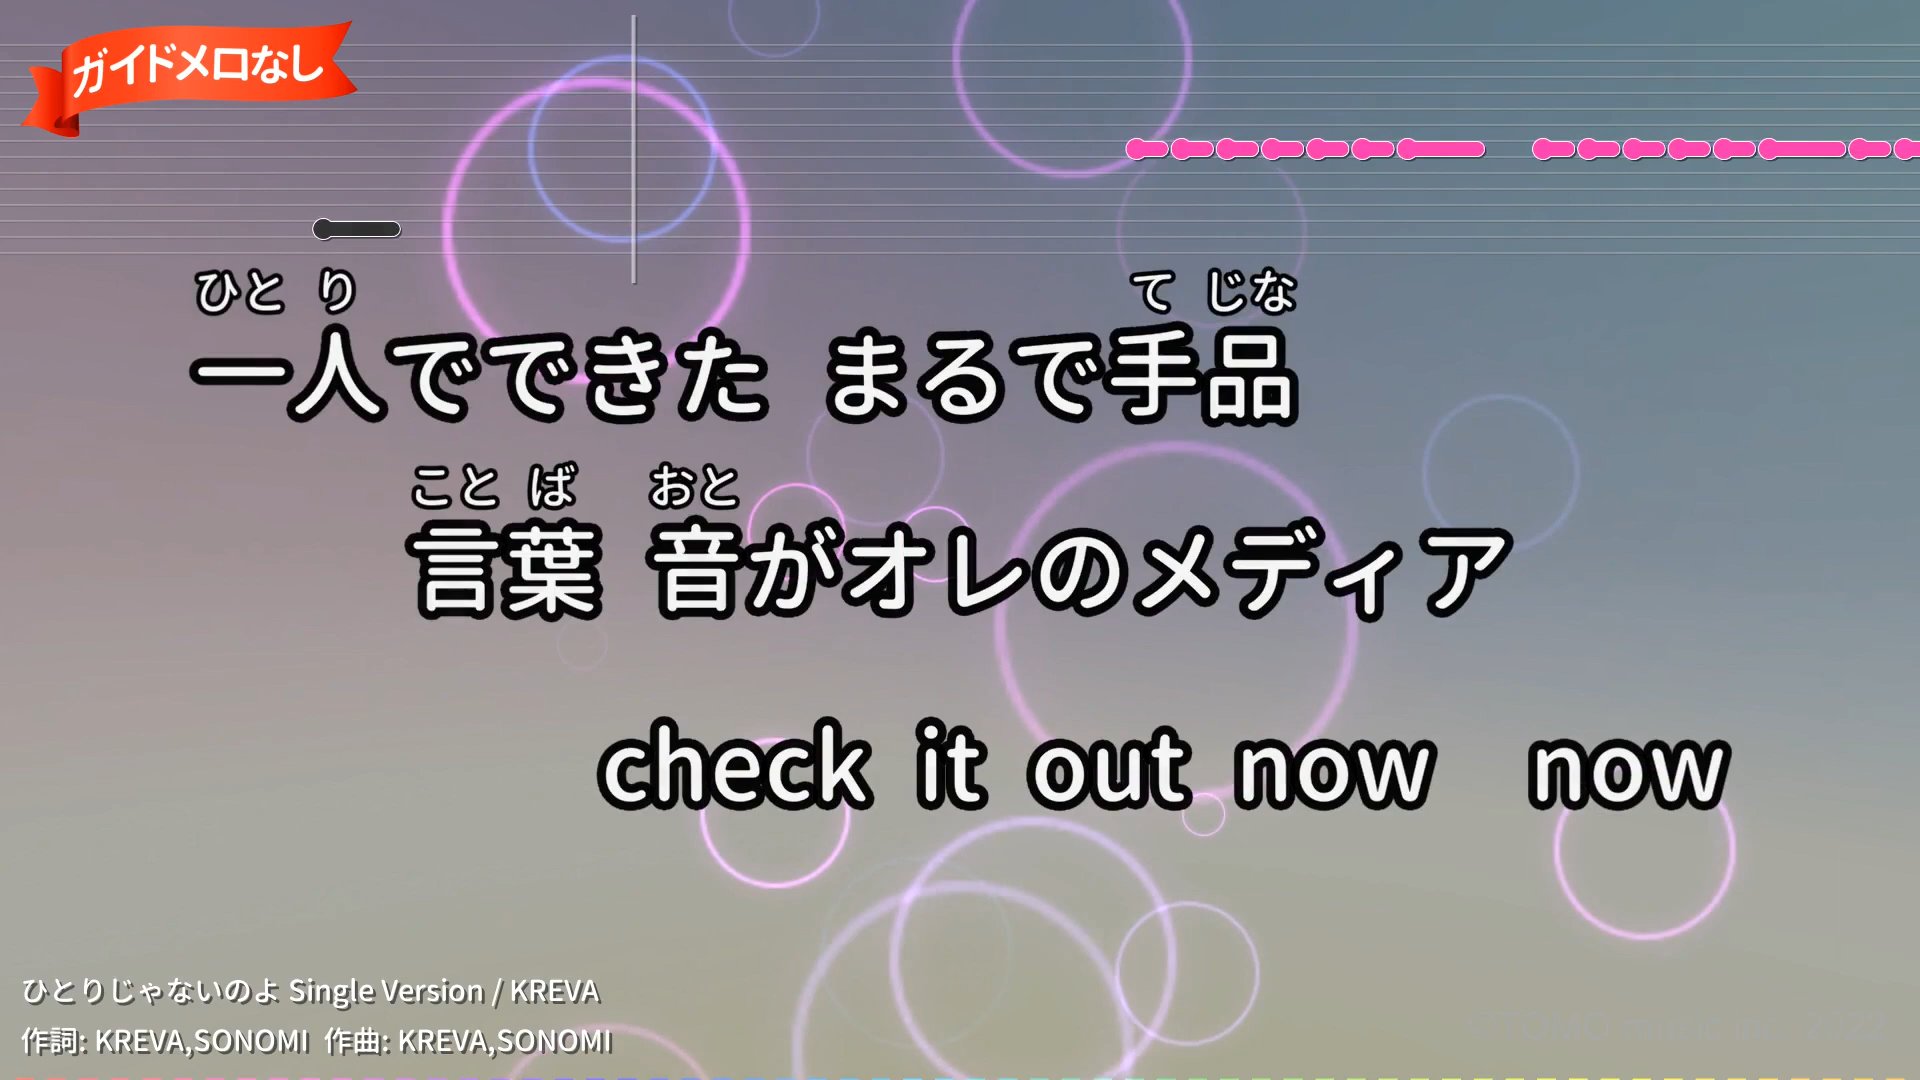 ガイドメロなし
ひとり てじな
一人でできた まるで手品
ことば おと
言葉 音がオレのメディア
check it out now now
ひとりじゃないのよ Single Version / KREVA
作詞: KREVA,SONOMI 作曲: KREVA,SONOMI